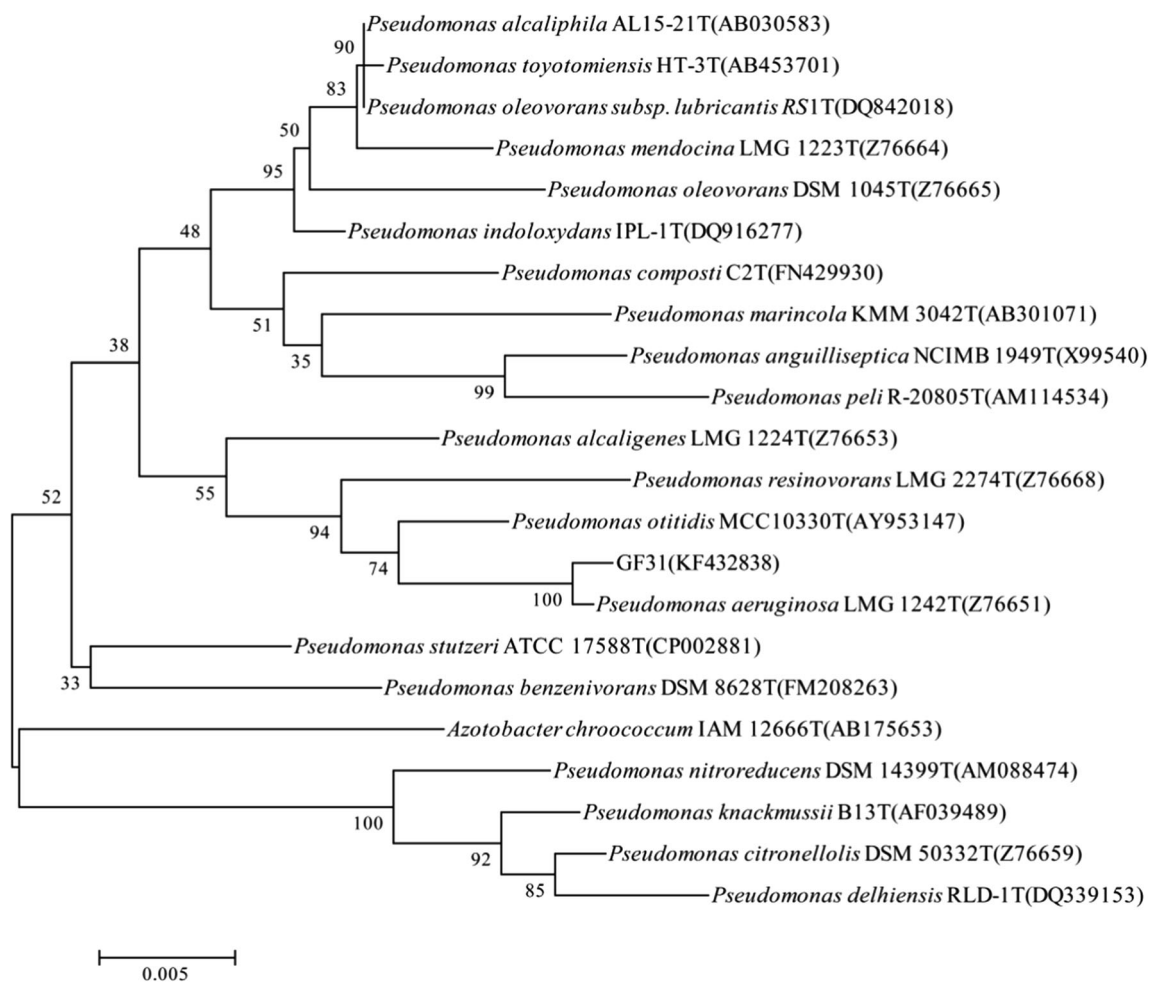 Pseudomonas alcaliphila AL15-21T(AB030583)
90
Pseudomonas toyotomiensis HT-3T(AB453701)
83
Pseudomonas oleovorans subsp. lubricantis RS1T(DQ842018)
50
Pseudomonas mendocina LMG 1223T(Z76664)
95
Pseudomonas oleovorans DSM 1045T(Z76665)
48
Pseudomonas indoloxydans IPL-1T(DQ916277)
Pseudomonas composti C2T(FN429930)
51
Pseudomonas marincola KMM 3042T(AB301071)
38
35
Pseudomonas anguilliseptica NCIMB 1949T(X99540)
99
Pseudomonas peli R-20805T(AM114534)
Pseudomonas alcaligenes LMG 1224T(Z76653)
52
55
Pseudomonas resinovorans LMG 2274T(Z76668)
94
Pseudomonas otitidis MCC10330T(AY953147)
74
GF31(KF432838)
100
Pseudomonas aeruginosa LMG 1242T(Z76651)
Pseudomonas stutzeri ATCC 17588T(CP002881)
33
Pseudomonas benzenivorans DSM 8628T(FM208263)
Azotobacter chroococcum IAM 12666T(AB175653)
Pseudomonas nitroreducens DSM 14399T(AM088474)
100
Pseudomonas knackmussii B13T(AF039489)
92
Pseudomonas citronellolis DSM 50332T(Z76659)
85
Pseudomonas delhiensis RLD-1T(DQ339153)
0.005